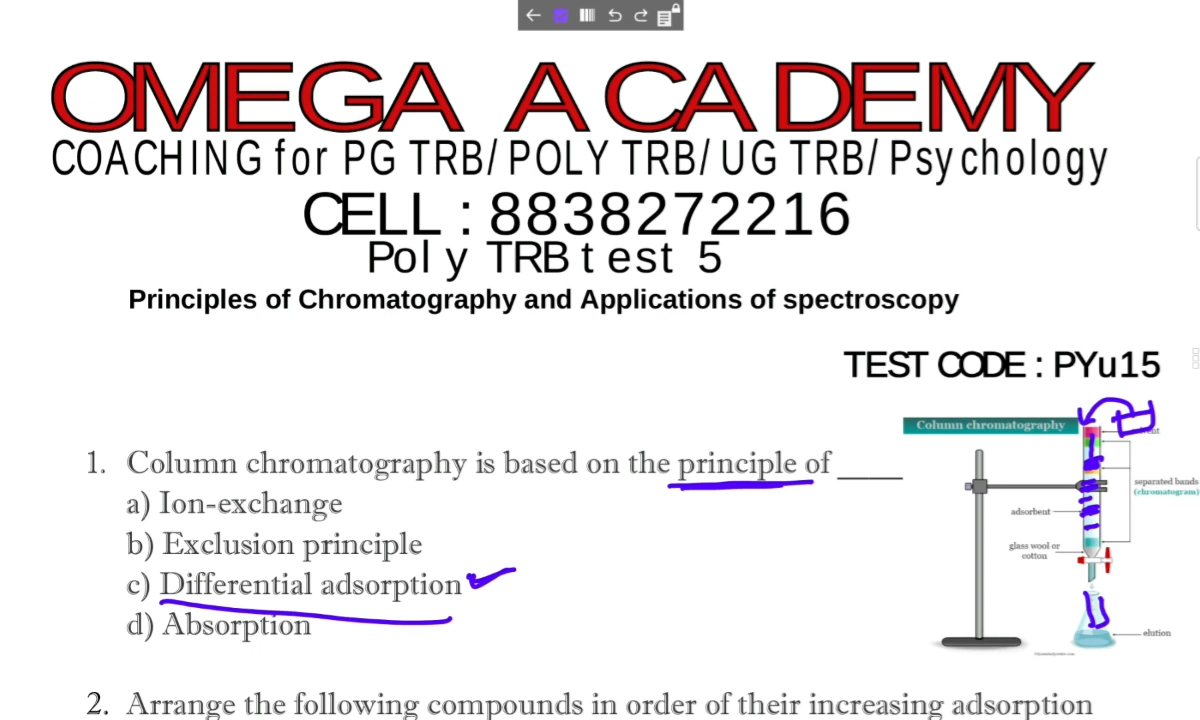 OMEGA ACADEMY
COACHING for PG TRB/ POLY TRB/ UG TRB/ Psychology
CELL : 8838272216
Poly TRB test 5
Principles of Chromatography and Applications of spectroscopy
TEST CODE : PYu15
Column chromatography
separated bands
(chromatogram)
adsorbent
glass wool or
cotton
elution
1. Column chromatography is based on the principle of ____
a) Ion-exchange
b) Exclusion principle
c) Differential adsorption
d) Absorption
2. Arrange the following compounds in order of their increasing adsorption